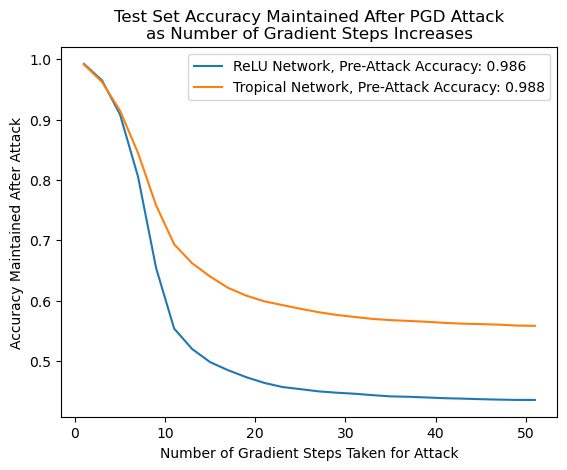 Test Set Accuracy Maintained After PGD Attack
as Number of Gradient Steps Increases
ReLU Network, Pre-Attack Accuracy: 0.986
Tropical Network, Pre-Attack Accuracy: 0.988
Accuracy Maintained After Attack
1.0
0.9
0.8
0.7
0.6
0.5
0
10
20
30
40
50
Number of Gradient Steps Taken for Attack